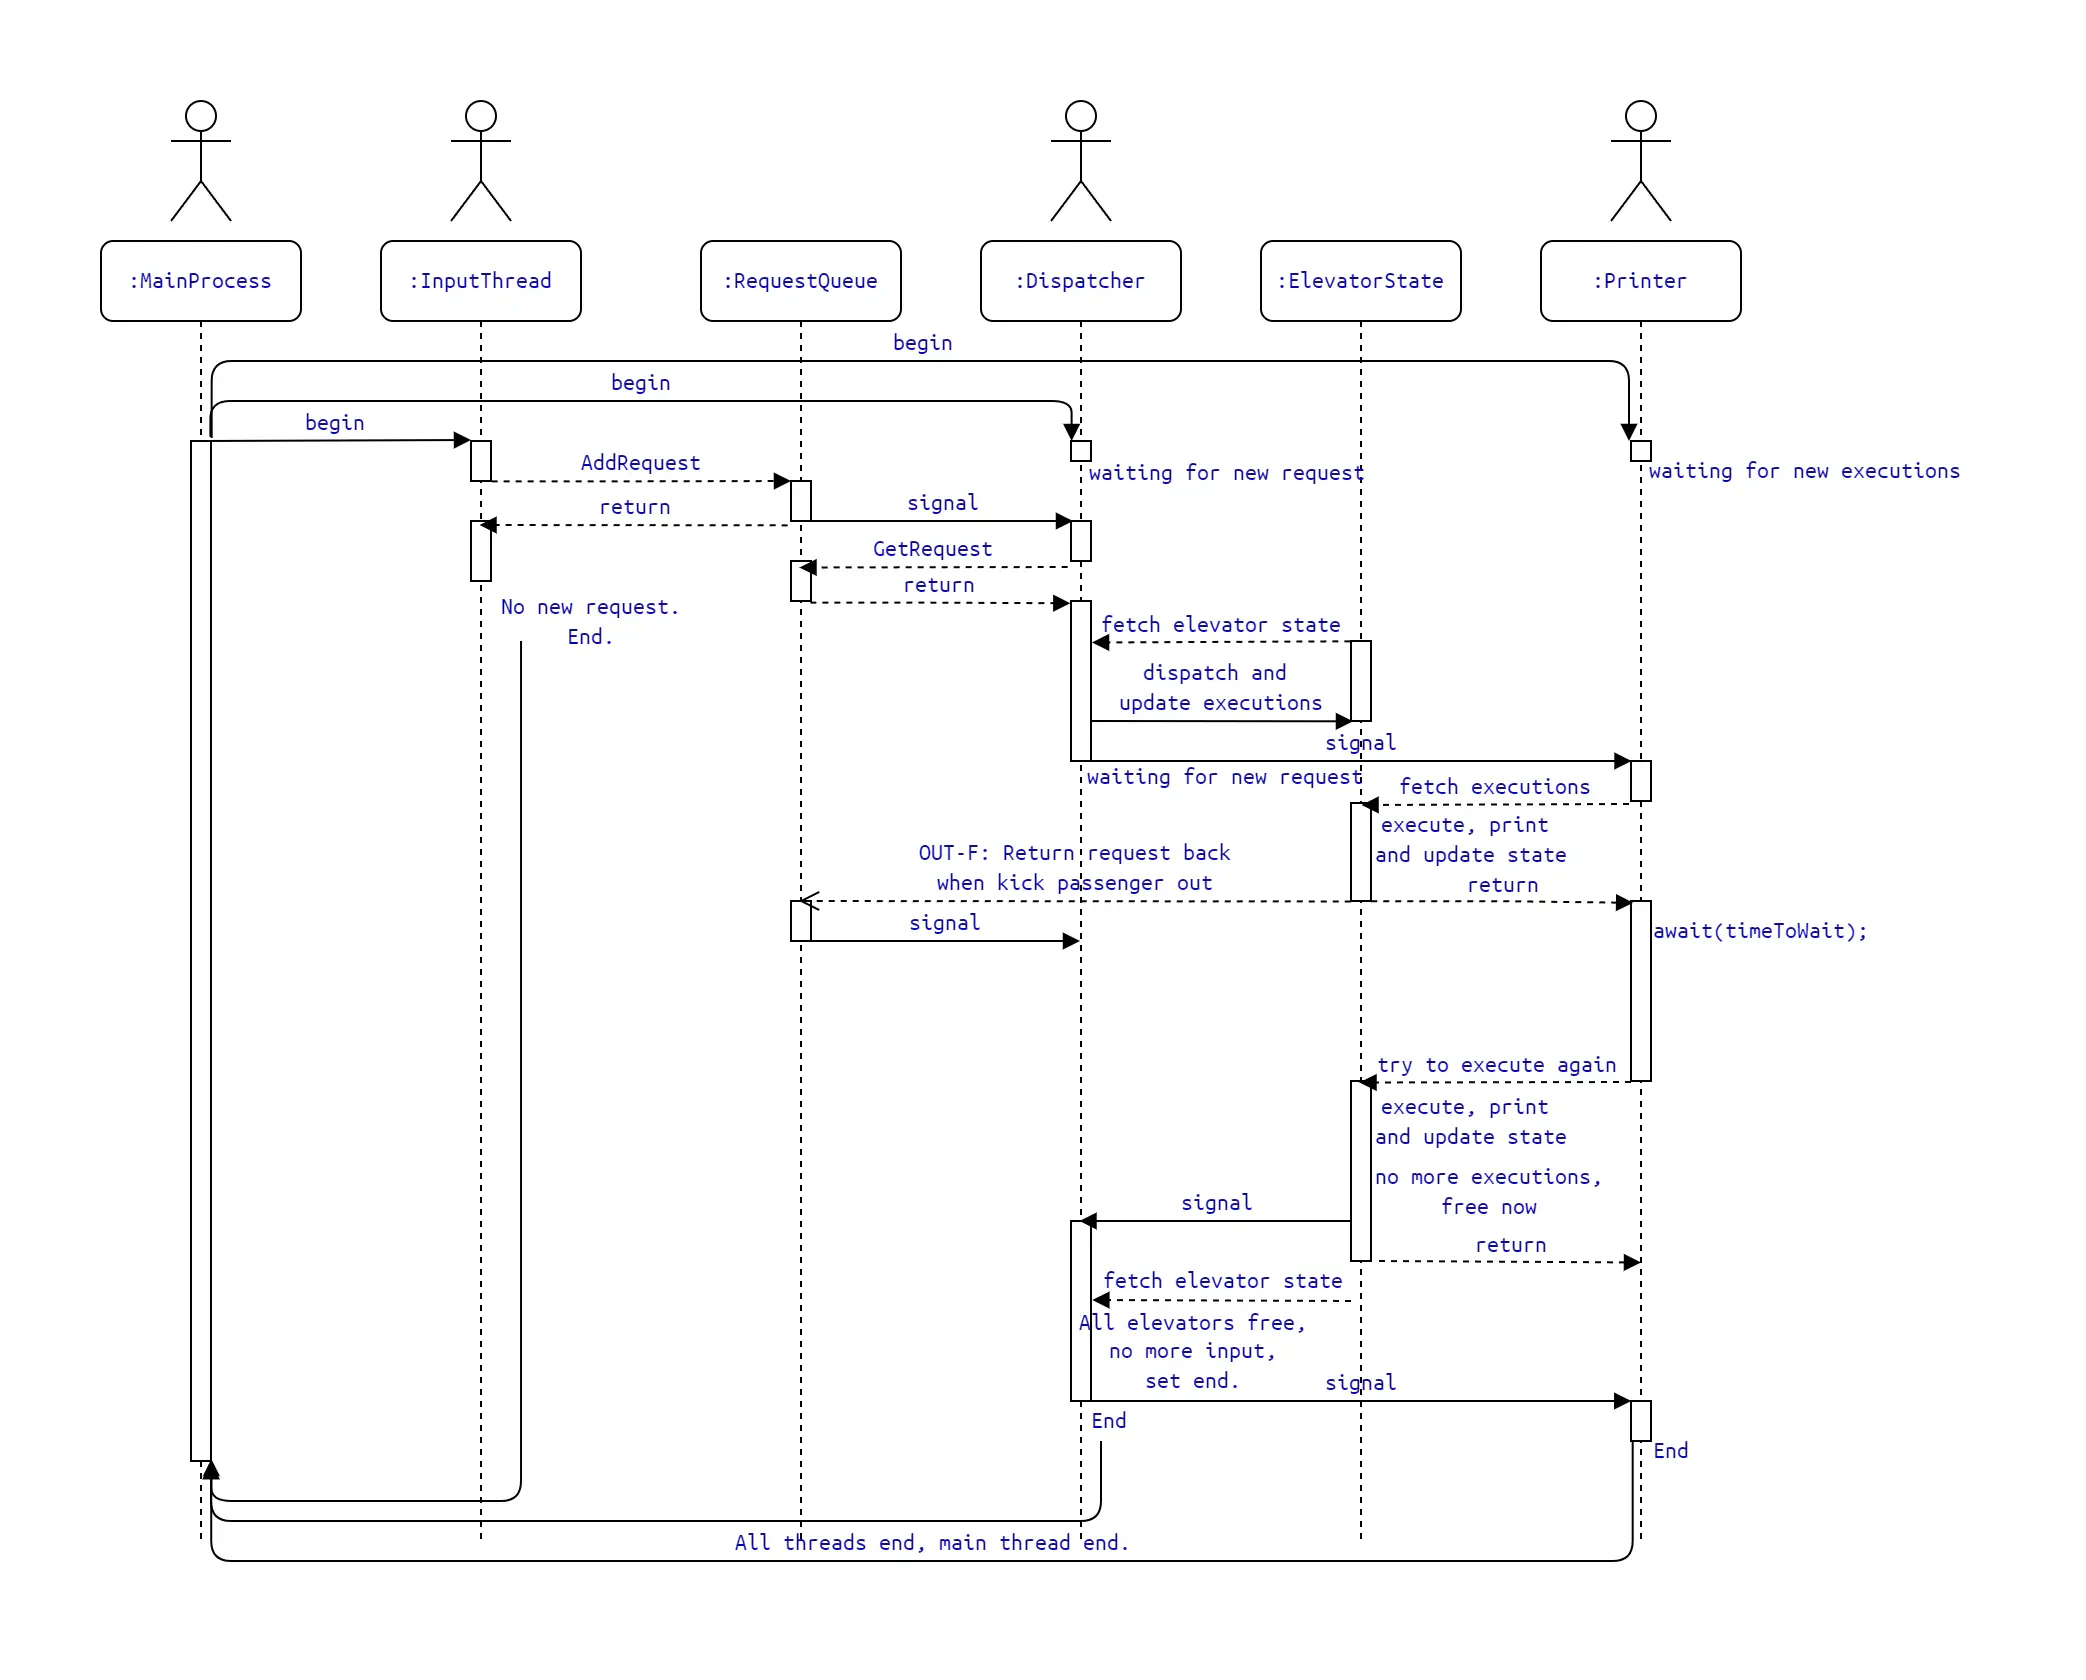 :MainProcess
:InputThread
:RequestQueue
:Dispatcher
:ElevatorState
:Printer
begin
begin
begin
AddRequest
waiting for new request
waiting for new executions
return
signal
GetRequest
return
No new request.
End.
fetch elevator state
dispatch and
update executions
signal
waiting for new request
fetch executions
execute, print
and update state
OUT-F: Return request back
when kick passenger out
return
signal
await(timeToWait);
try to execute again
execute, print
and update state
no more executions,
free now
signal
return
fetch elevator state
All elevators free,
no more input,
set end.
signal
End
End
All threads end, main thread end.